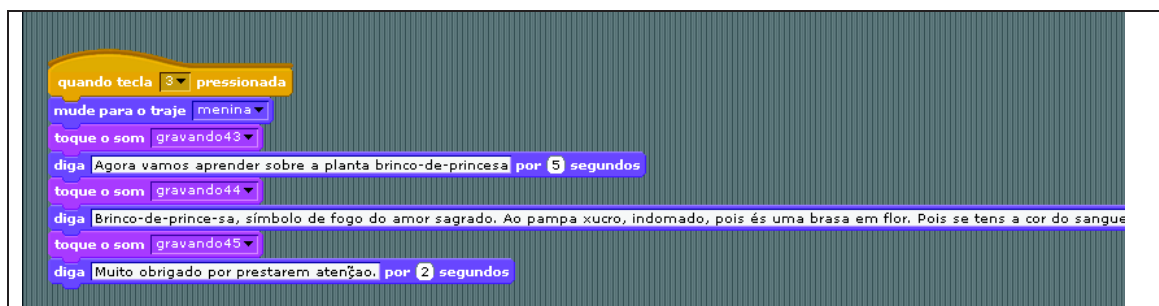 quando tecla 3 pressionada
mude para o traje menina
toque o som gravando43
diga Agora vamos aprender sobre a planta brinco-de-princesa por 5 segundos
toque o som gravando44
diga Brinco-de-prince-sa, símbolo de fogo do amor sagrado. Ao pampa xucro, indomado, pois és uma brasa em flor. Pois se tens a cor do sangue
toque o som gravando45
diga Muito obrigado por prestarem atençao. por 2 segundos